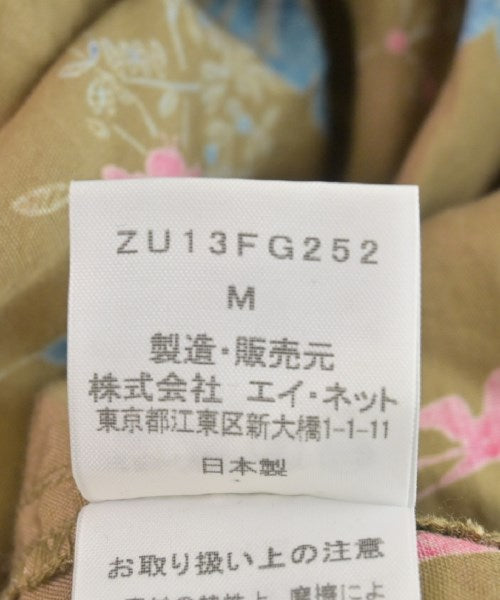 ZU13FG252
M
製造・販売元
株式会社 エイ・ネット
東京都江東区新大橋1-1-11
日本製
お取り扱い上の注意